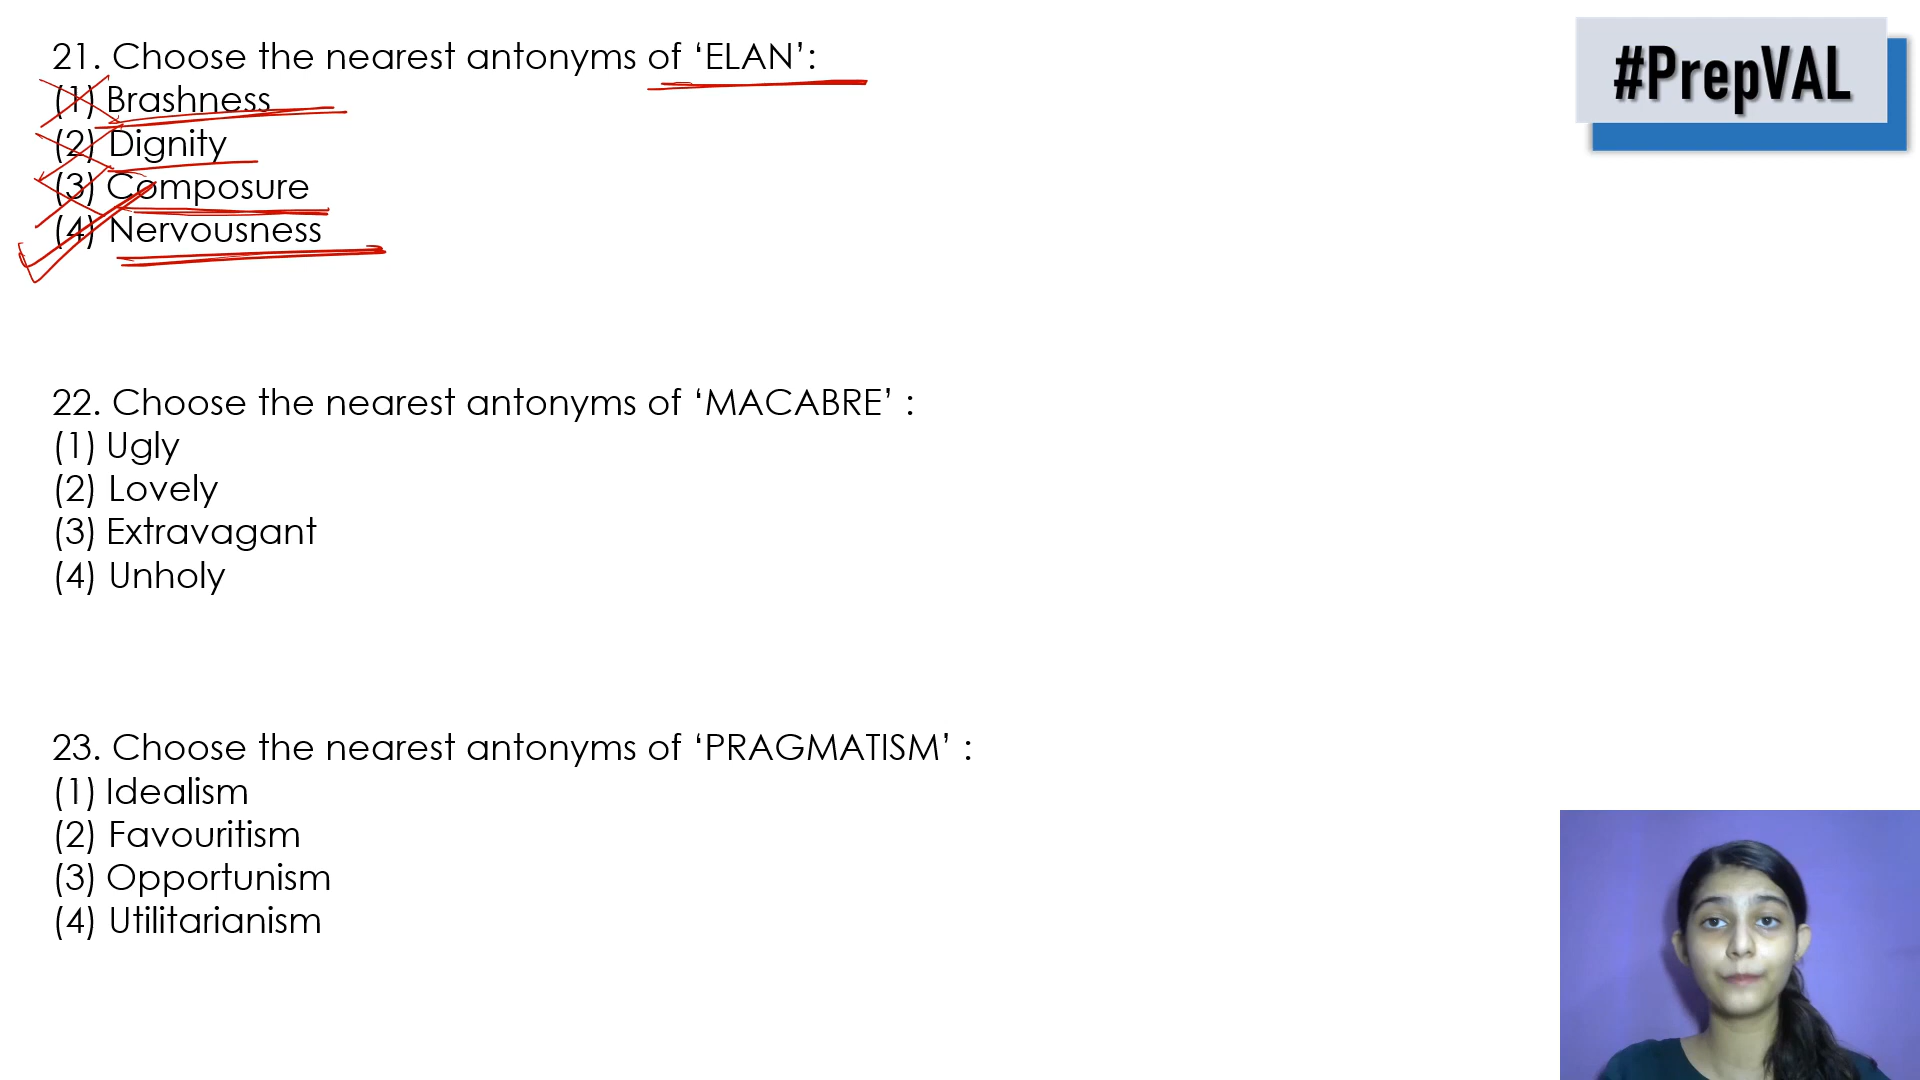 21. Choose the nearest antonyms of ‘ELAN’:
(1) Brashness
(2) Dignity
(3) Composure
(4) Nervousness
#PrepVAL
22. Choose the nearest antonyms of ‘MACABRE’ :
(1) Ugly
(2) Lovely
(3) Extravagant
(4) Unholy
23. Choose the nearest antonyms of ‘PRAGMATISM’ :
(1) Idealism
(2) Favouritism
(3) Opportunism
(4) Utilitarianism